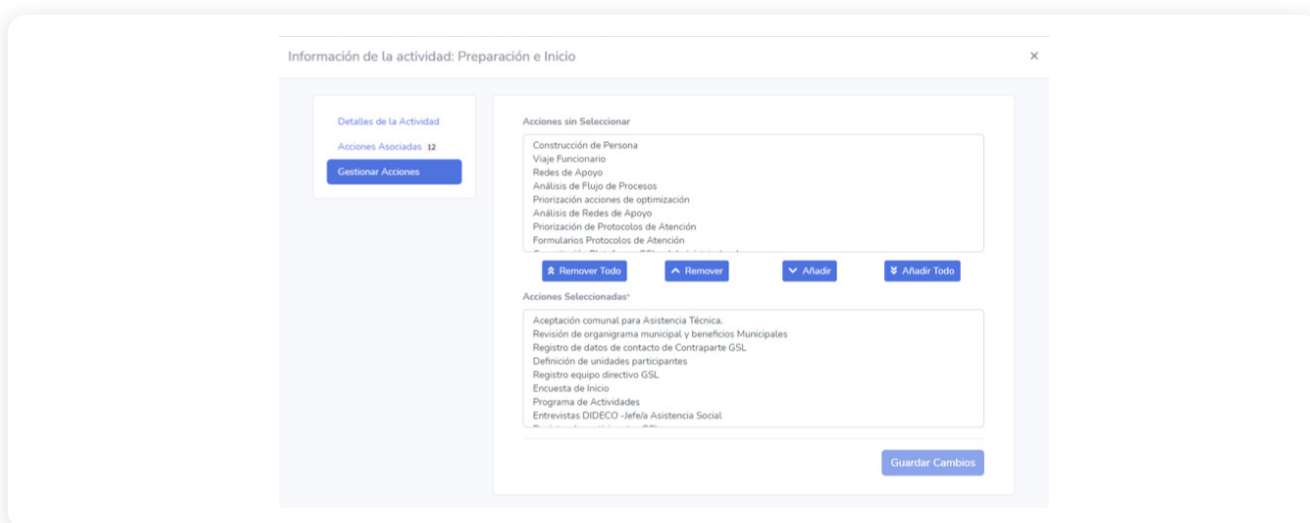 Información de la actividad: Preparación e Inicio
×
Detalles de la Actividad
Acciones Asociadas 12
Gestionar Acciones
Acciones sin Seleccionar
Construcción de Persona
Viaje Funcionario
Redes de Apoyo
Análisis de Flujo de Procesos
Priorización acciones de optimización
Análisis de Redes de Apoyo
Priorización de Protocolos de Atención
Formularios Protocolos de Atención
Remover Todo Remover Añadir Añadir Todo
Acciones Seleccionadas*
Aceptación comunal para Asistencia Técnica.
Revisión de organigrama municipal y beneficios Municipales
Registro de datos de contacto de Contraparte GSL
Definición de unidades participantes
Registro equipo directivo GSL
Encuesta de Inicio
Programa de Actividades
Entrevistas DIDECO -Jefe/a Asistencia Social
Guardar Cambios